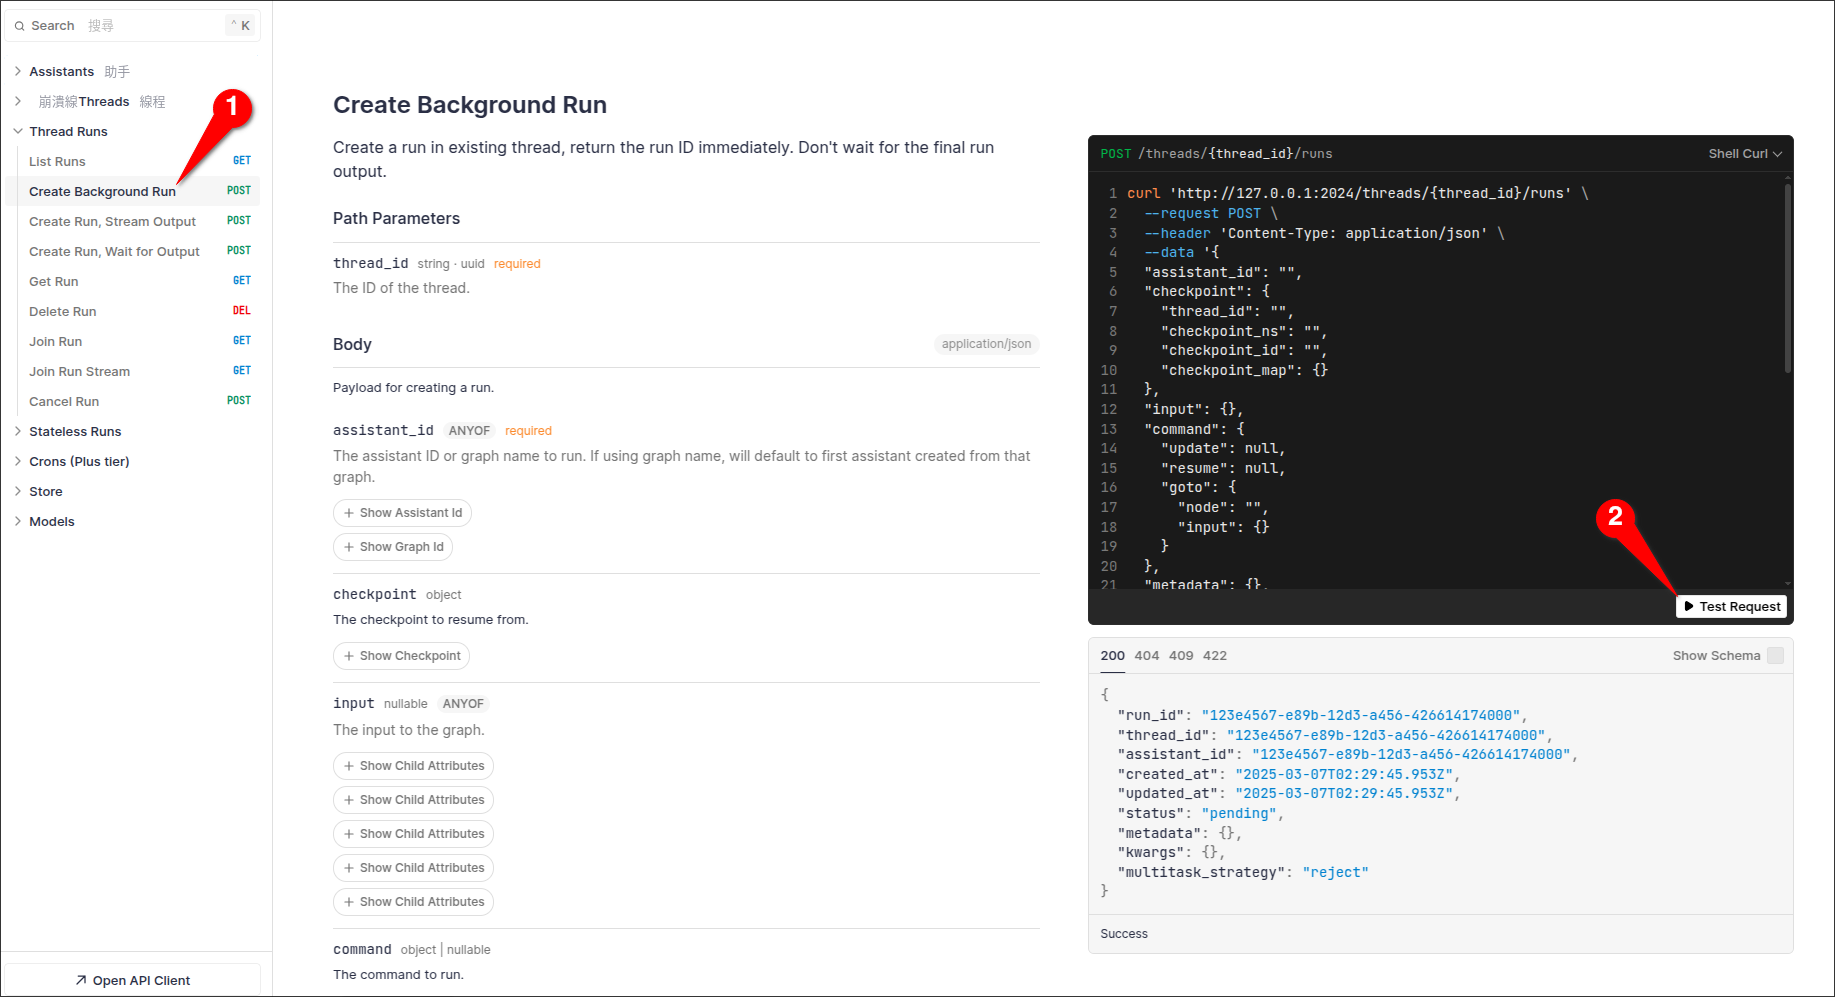 Search 搜尋 ^ K
Assistants 助手
崩潰線Threads 線程
Thread Runs
List Runs GET
Create Background Run POST
Create Run, Stream Output POST
Create Run, Wait for Output POST
Get Run GET
Delete Run DEL
Join Run GET
Join Run Stream GET
Cancel Run POST
Stateless Runs
Crons (Plus tier)
Store
Models
Open API Client
1
Create Background Run
Create a run in existing thread, return the run ID immediately. Don't wait for the final run
output.
Path Parameters
thread_id string · uuid required
The ID of the thread.
Body application/json
Payload for creating a run.
assistant_id ANYOF required
The assistant ID or graph name to run. If using graph name, will default to first assistant created from that
graph.
+ Show Assistant Id
+ Show Graph Id
checkpoint object
The checkpoint to resume from.
+ Show Checkpoint
input nullable ANYOF
The input to the graph.
+ Show Child Attributes
+ Show Child Attributes
+ Show Child Attributes
+ Show Child Attributes
+ Show Child Attributes
command object | nullable
The command to run.
POST /threads/{thread_id}/runs Shell Curl
1 curl 'http://127.0.0.1:2024/threads/{thread_id}/runs' \
2 --request POST \
3 --header 'Content-Type: application/json' \
4 --data '{
5 "assistant_id": "",
6 "checkpoint": {
7 "thread_id": "",
8 "checkpoint_ns": "",
9 "checkpoint_id": "",
10 "checkpoint_map": {}
11 },
12 "input": {},
13 "command": {
14 "update": null,
15 "resume": null,
16 "goto": {
17 "node": "",
18 "input": {}
19 }
20 },
21 "metadata": {},
2
Test Request
200 404 409 422 Show Schema
{
"run_id": "123e4567-e89b-12d3-a456-426614174000",
"thread_id": "123e4567-e89b-12d3-a456-426614174000",
"assistant_id": "123e4567-e89b-12d3-a456-426614174000",
"created_at": "2025-03-07T02:29:45.953Z",
"updated_at": "2025-03-07T02:29:45.953Z",
"status": "pending",
"metadata": {},
"kwargs": {},
"multitask_strategy": "reject"
}
Success